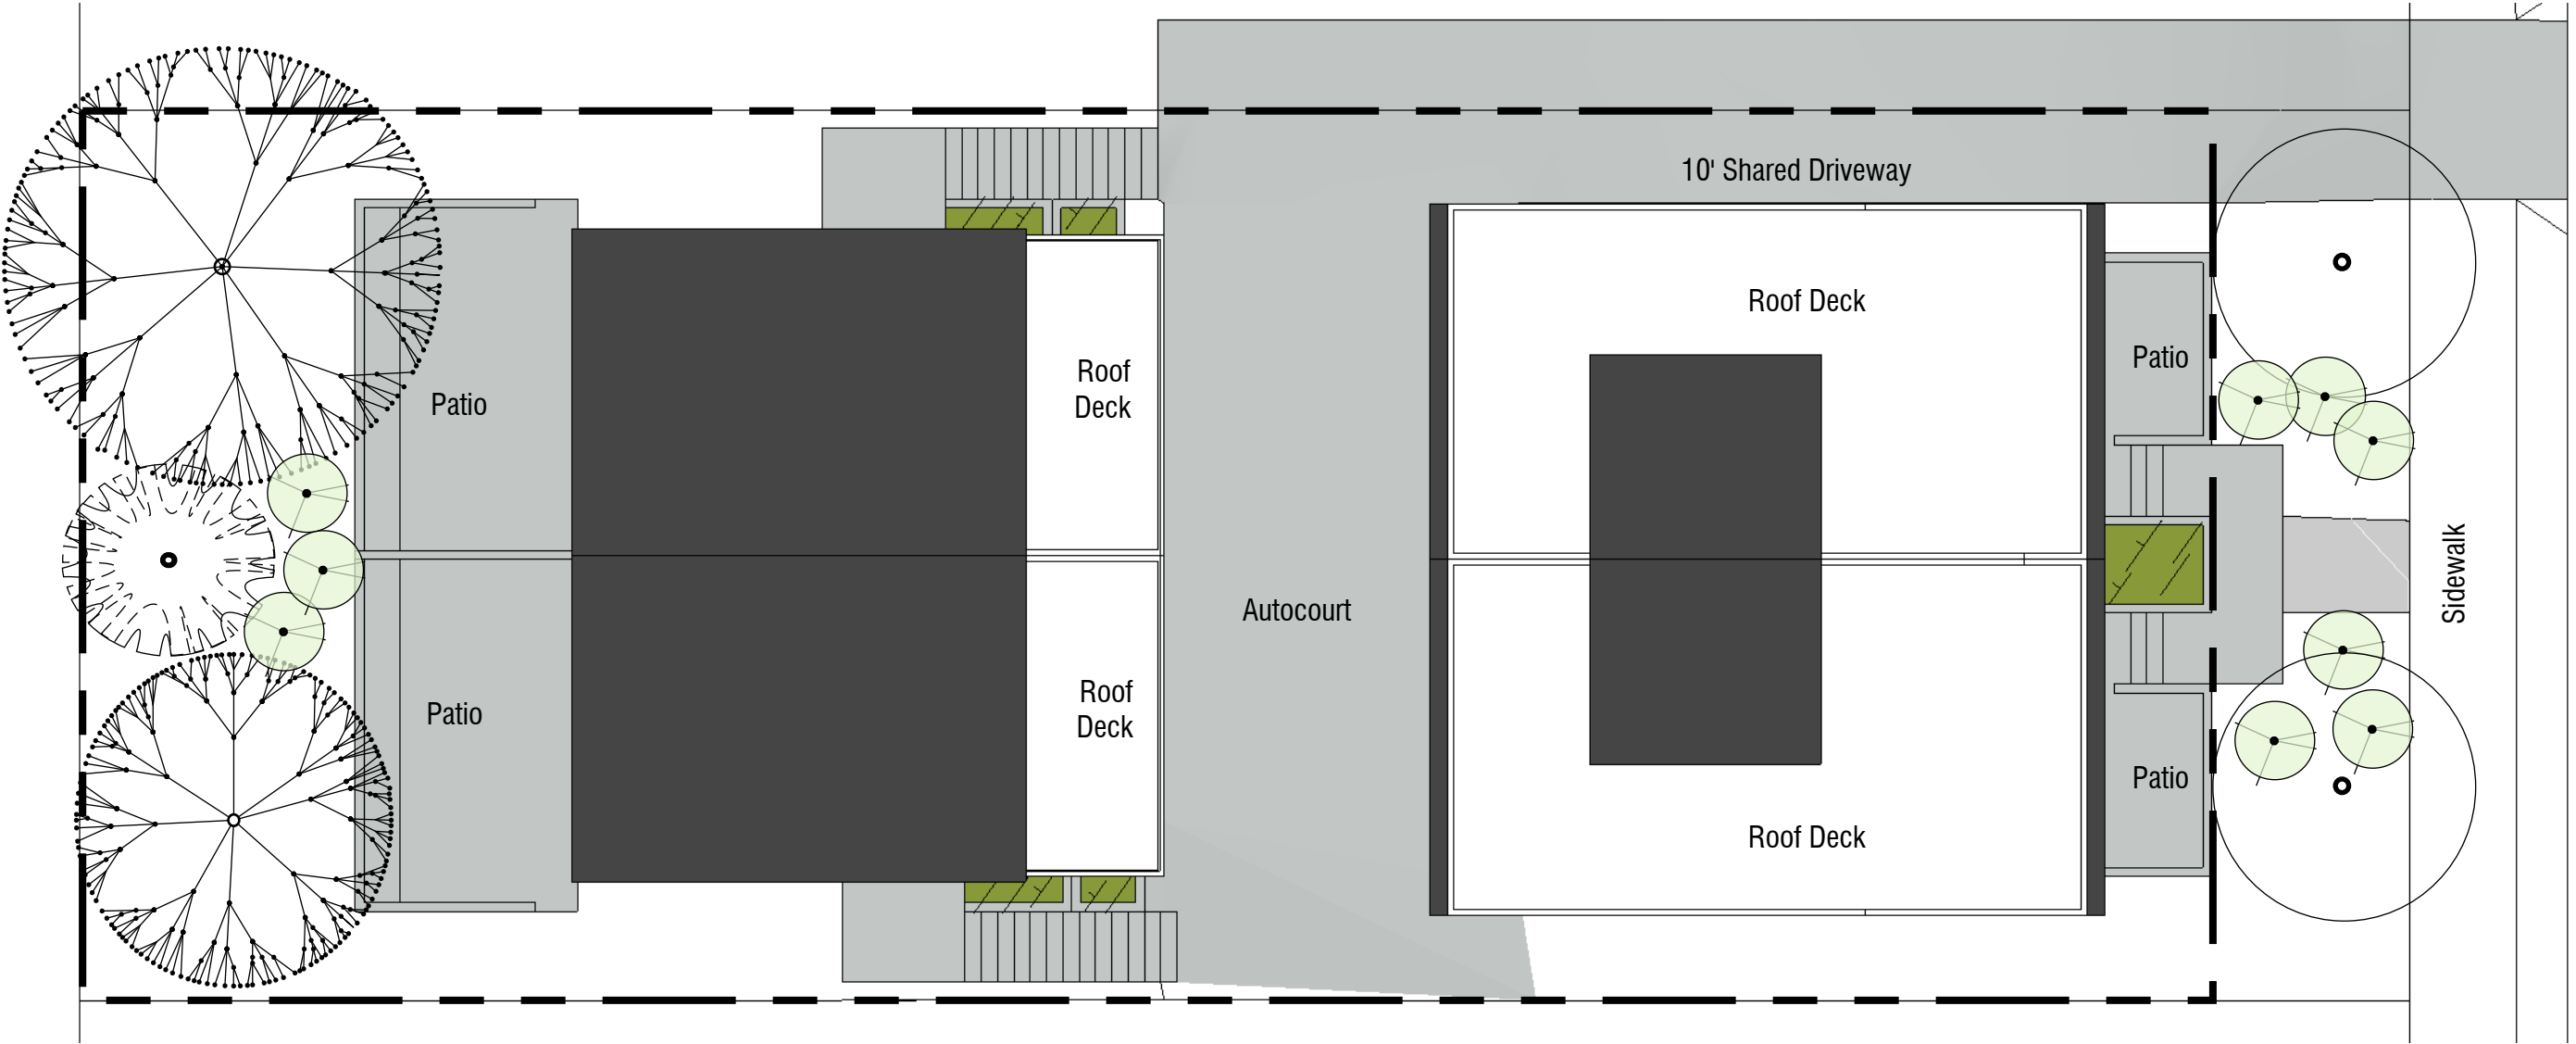 10' Shared Driveway
Roof Deck
Patio
Roof
Deck
Patio
Sidewalk
Autocourt
Roof
Deck
Patio
Patio
Roof Deck